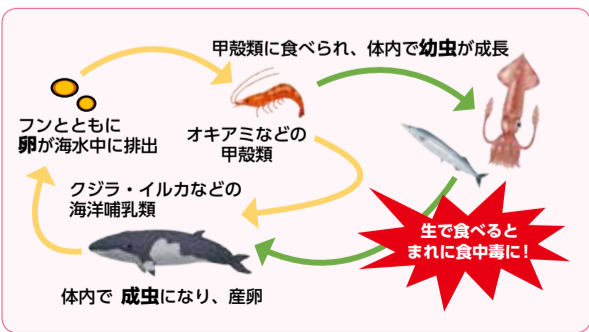 甲殻類に食べられ、体内で幼虫が成長
フンとともに
卵が海水中に排出
オキアミなどの
甲殻類
クジラ・イルカなどの
海洋哺乳類
生で食べると
まれに食中毒に!
体内で 成虫になり、産卵